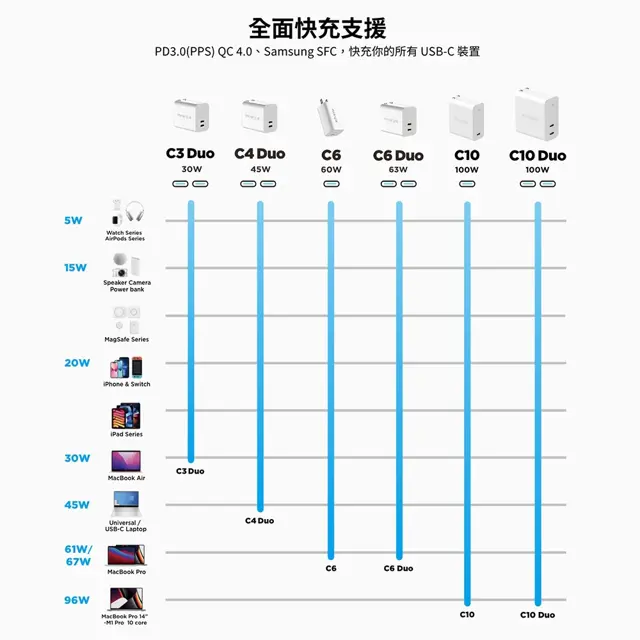 全面快充支援
PD3.0(PPS) QC 4.0、Samsung SFC，快充你的所有 USB-C 裝置
C3 Duo
30W
C4 Duo
45W
C6
60W
C6 Duo
63W
C10
100W
C10 Duo
100W
5W
Watch Series
AirPods Series
15W
Speaker Camera
Power bank
MagSafe Series
20W
iPhone & Switch
iPad Series
30W
MacBook Air
C3 Duo
45W
Universal /
USB-C Laptop
C4 Duo
61W/
67W
MacBook Pro
C6
C6 Duo
96W
MacBook Pro 14"
-M1 Pro 10 core
C10
C10 Duo